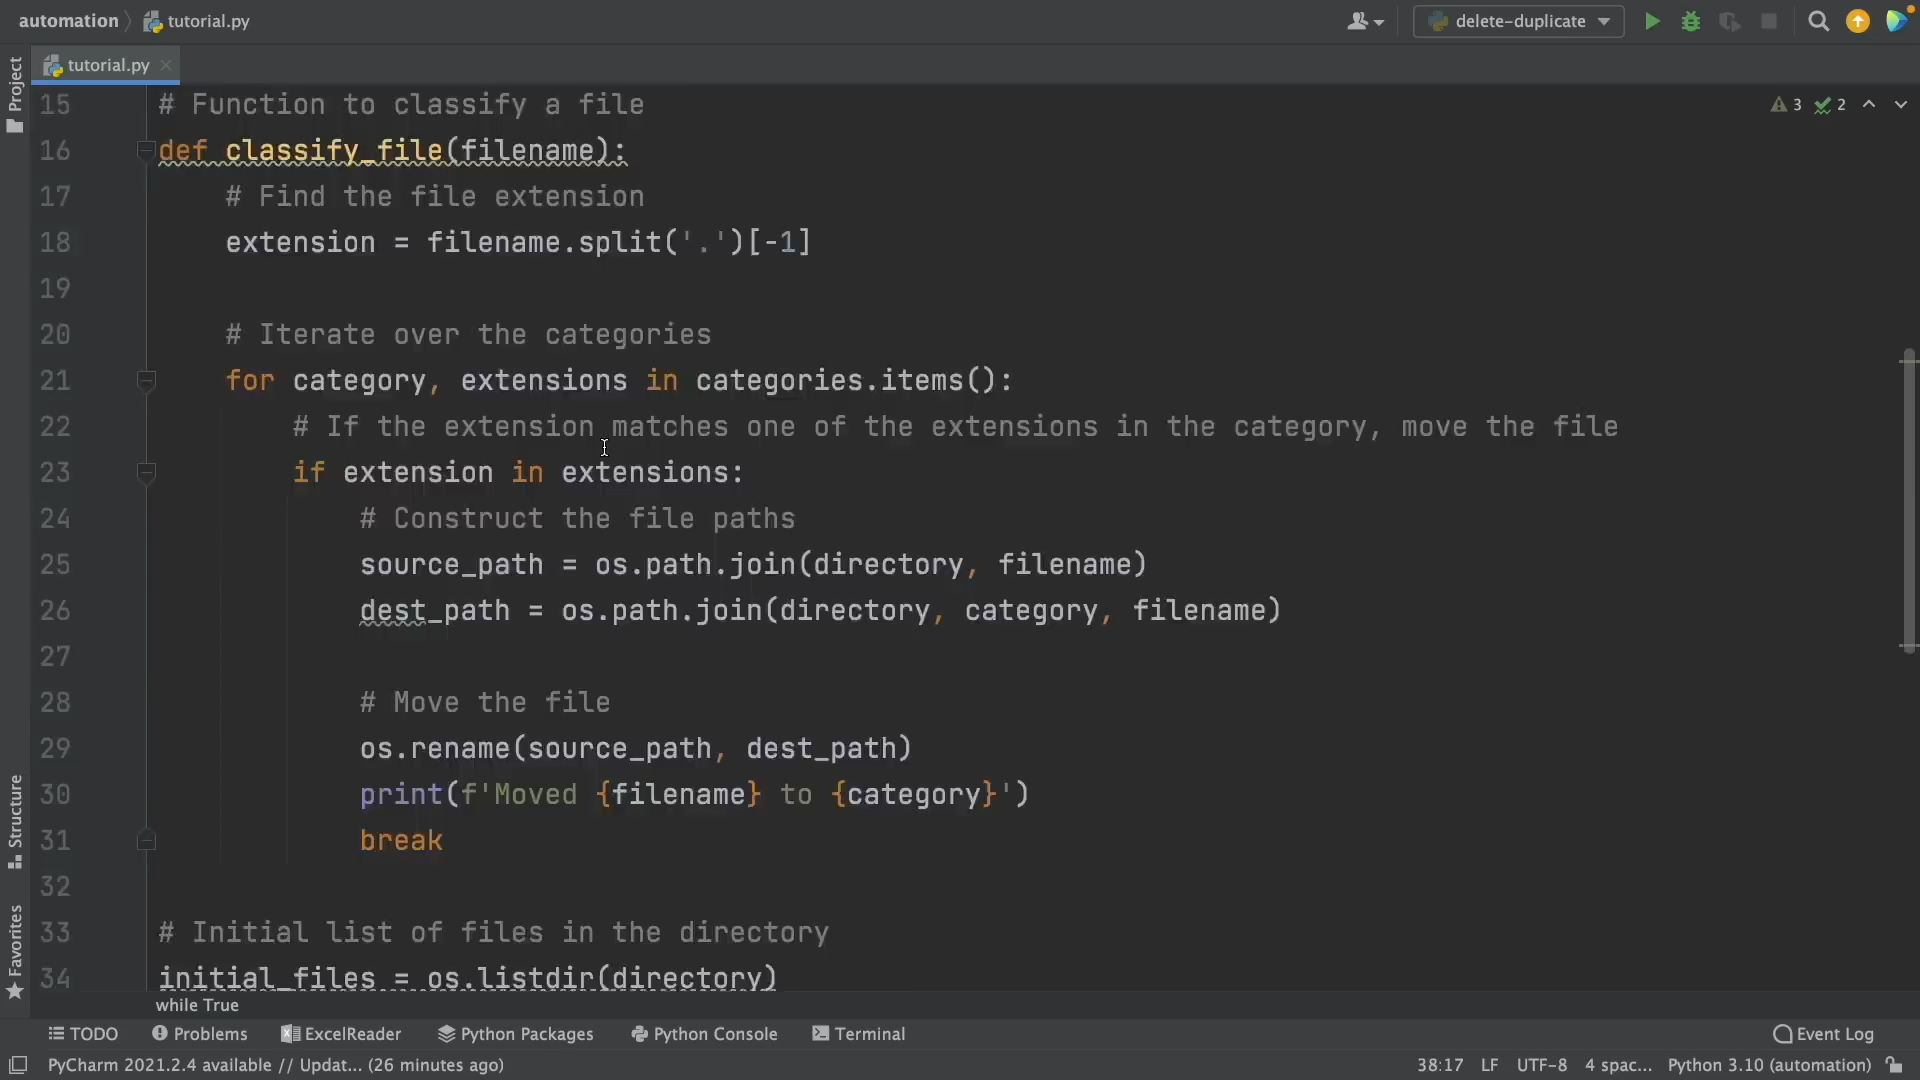 automation tutorial.py delete-duplicate
tutorial.py
Project
15 # Function to classify a file
3 2
16 def classify_file(filename):
17 # Find the file extension
18 extension = filename.split('.')[-1]
19
20 # Iterate over the categories
21 for category, extensions in categories.items():
22 # If the extension matches one of the extensions in the category, move the file
23 if extension in extensions:
24 # Construct the file paths
25 source_path = os.path.join(directory, filename)
26 dest_path = os.path.join(directory, category, filename)
27
28 # Move the file
29 os.rename(source_path, dest_path)
30 print(f'Moved {filename} to {category}')
31 break
32
33 # Initial list of files in the directory
34 initial_files = os.listdir(directory)
Structure
Favorites
while True
TODO Problems ExcelReader Python Packages Python Console Terminal Event Log
PyCharm 2021.2.4 available // Updat... (26 minutes ago) 38:17 LF UTF-8 4 spac... Python 3.10 (automation)